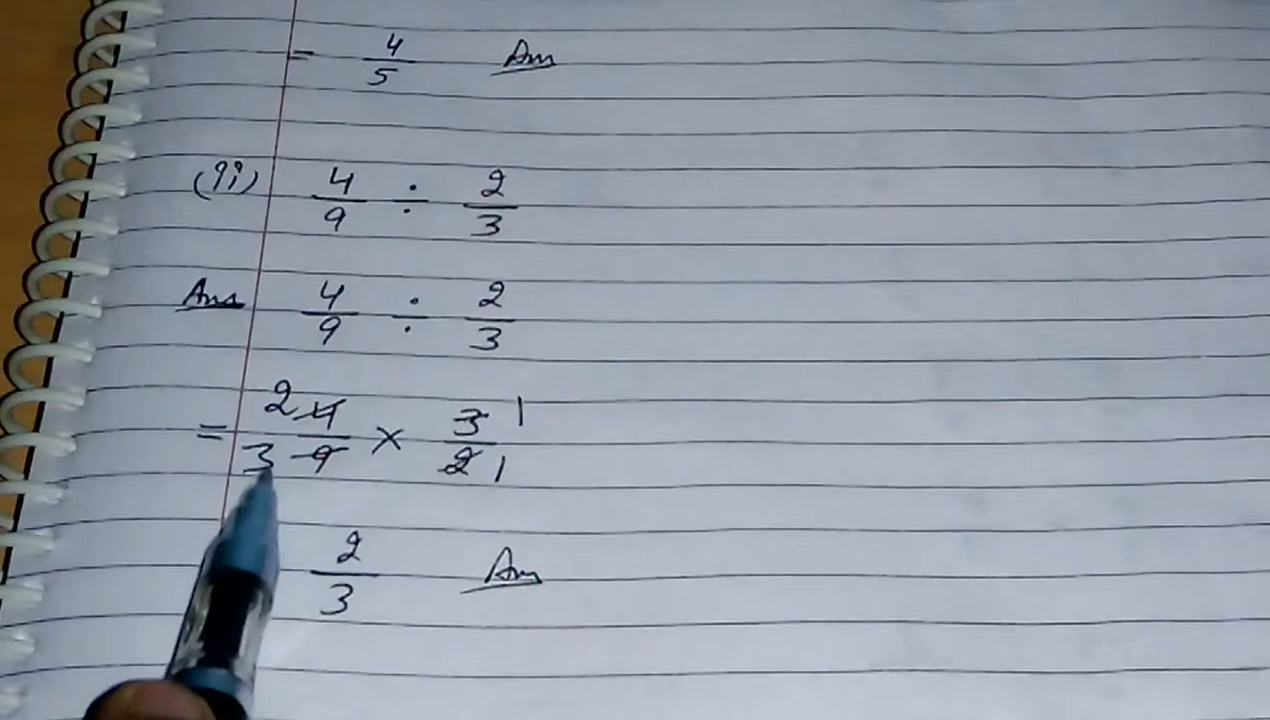 = 4/5 Ans
(ii) 4/9 ÷ 2/3
Ans 4/9 ÷ 2/3
= 2 4/3 9 × 3 1/2 1
2/3 Ans